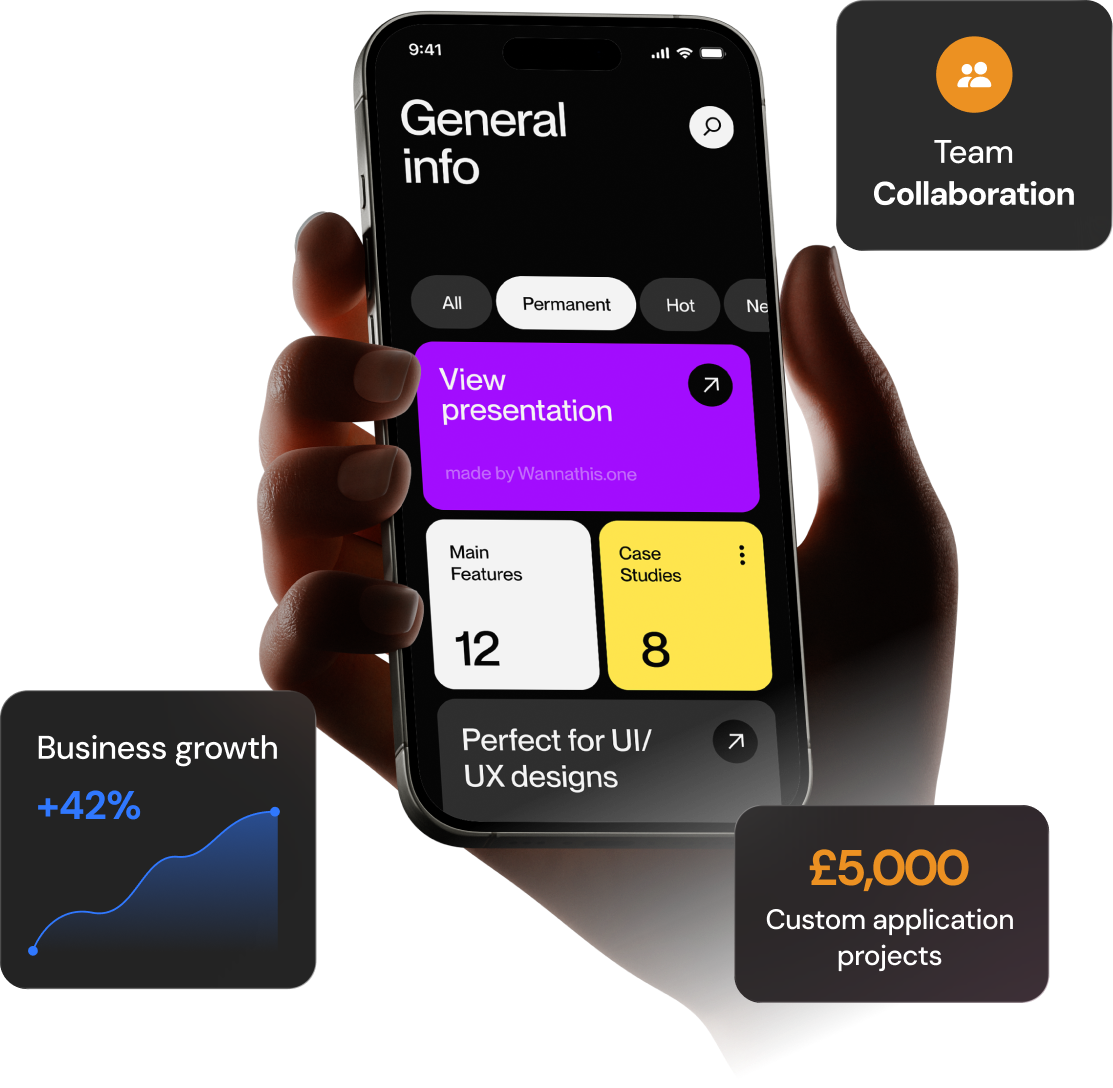 9:41
General
info
All
Permanent
Hot
Ne
View
presentation
made by Wannathis.one
Main
Features
12
Case
Studies
8
Perfect for UI/
UX designs
Team
Collaboration
Business growth
+42%
£5,000
Custom application
projects